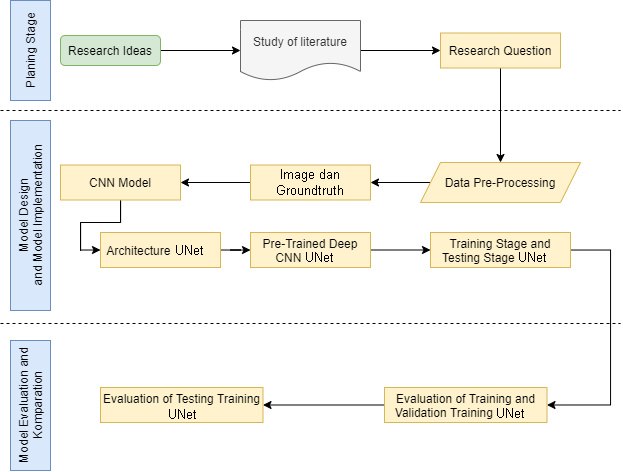 Planing Stage
Research Ideas
Study of literature
Research Question
Model Design
and Model Implementation
CNN Model
Image dan
Groundtruth
Data Pre-Processing
Architecture UNet
Pre-Trained Deep
CNN UNet
Training Stage and
Testing Stage UNet
Model Evaluation and
Komparation
Evaluation of Testing Training
UNet
Evaluation of Training and
Validation Training UNet